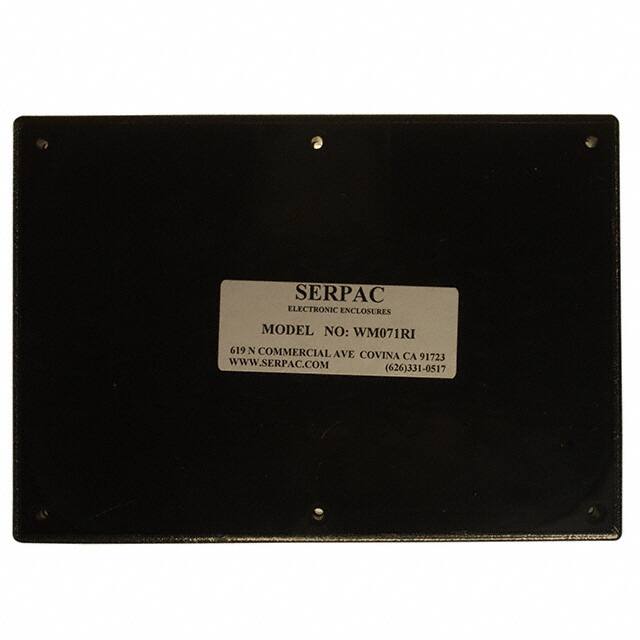 SERPAC
ELECTRONIC ENCLOSURES
MODEL NO: WM071RI
619 N COMMERCIAL AVE COVINA CA 91723
WWW.SERPAC.COM (626)331-0517